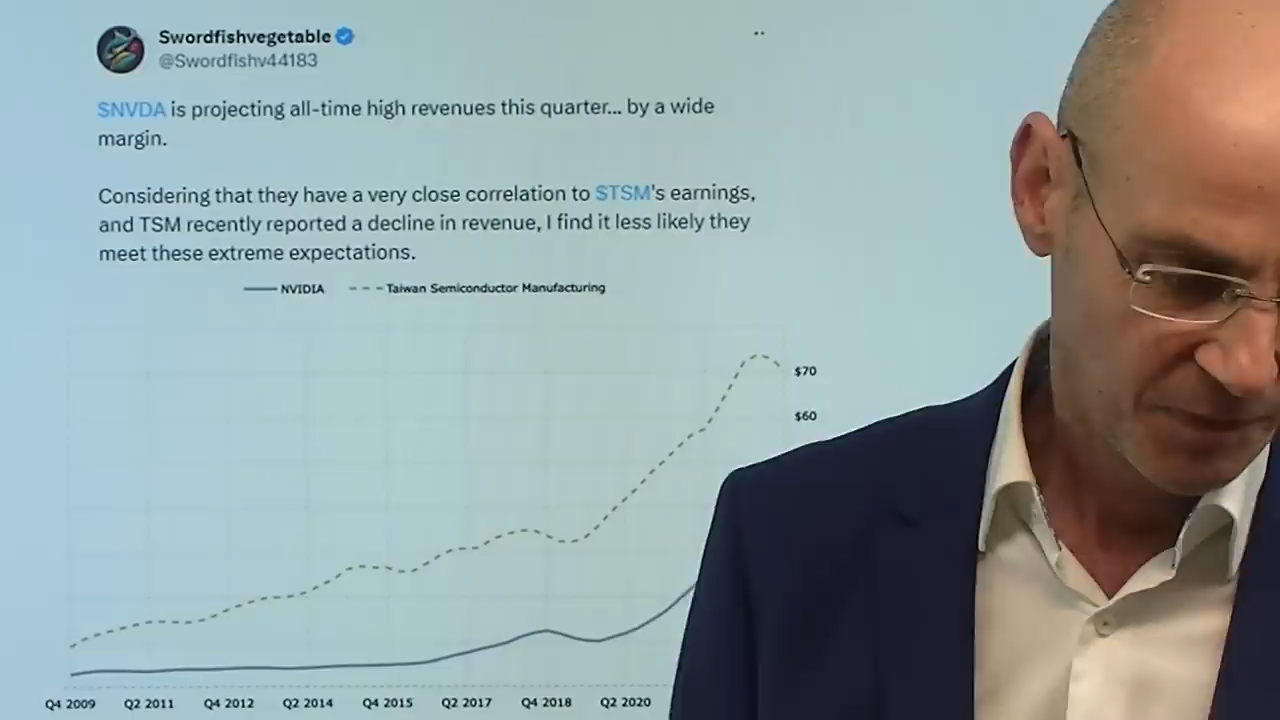 Swordfishvegetable
@Swordfishv44183
$NVDA is projecting all-time high revenues this quarter... by a wide
margin.
Considering that they have a very close correlation to $TSM's earnings,
and TSM recently reported a decline in revenue, I find it less likely they
meet these extreme expectations.
NVIDIA Taiwan Semiconductor Manufacturing
$70
$60
Q4 2009 Q2 2011 Q4 2012 Q2 2014 Q4 2015 Q2 2017 Q4 2018 Q2 2020